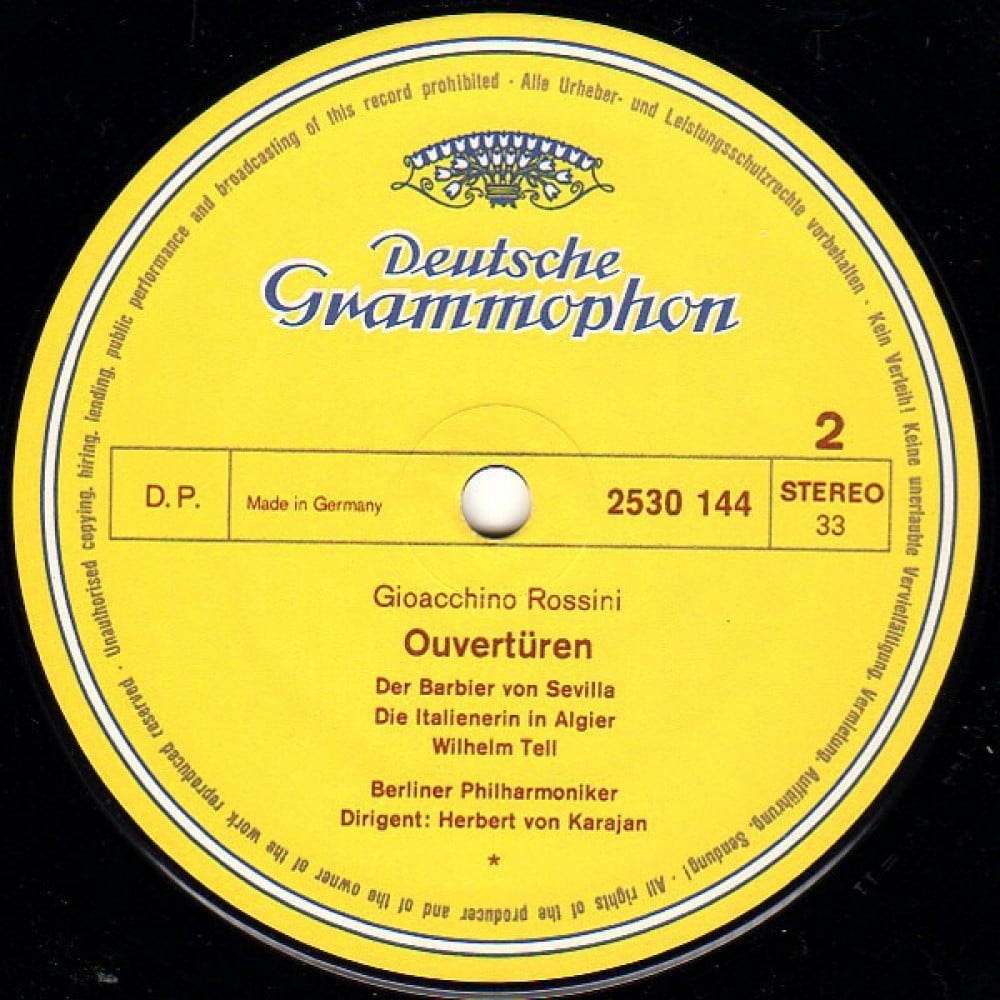 Unauthorised copying, hiring, lending, public performance and broadcasting of this record prohibited · Alle Urheber- und Leistungsschutzrechte vorbehalten · Kein Verleih! Keine unerlaubte Vervielfältigung, Vermietung, Aufführung, Sendung! · All rights of the producer and of the owner of the work reproduced reserved ·
Deutsche
Grammophon
2
D. P.
Made in Germany
2530 144
STEREO
33
Gioacchino Rossini
Ouvertüren
Der Barbier von Sevilla
Die Italienerin in Algier
Wilhelm Tell
Berliner Philharmoniker
Dirigent: Herbert von Karajan
*